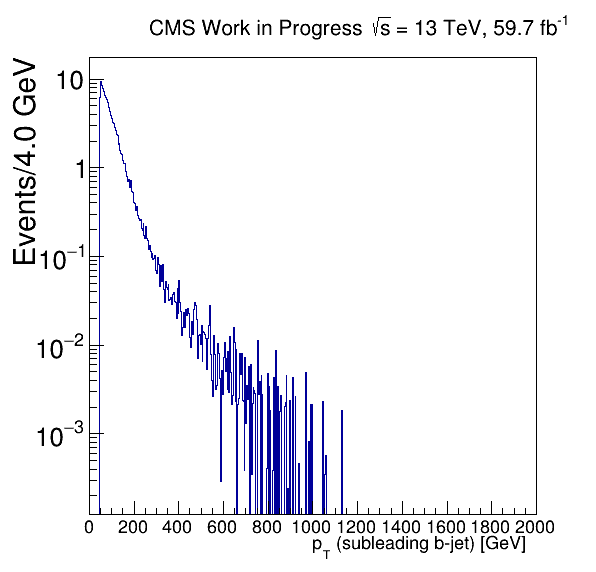 CMS Work in Progress √s = 13 TeV, 59.7 fb⁻¹
Events/4.0 GeV
10
1
10⁻¹
10⁻²
10⁻³
0 200 400 600 800 1000 1200 1400 1600 1800 2000
p_T (subleading b-jet) [GeV]